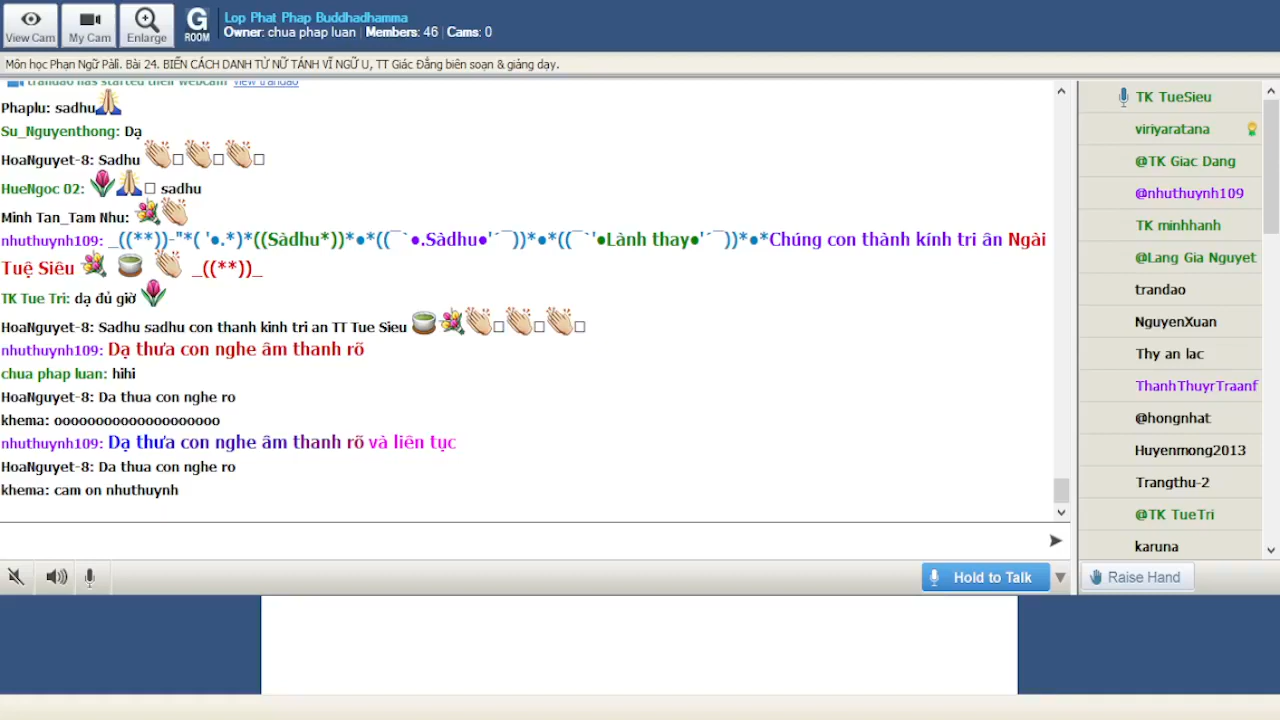 View Cam
My Cam
Enlarge
G
ROOM
Lop Phat Phap Buddhadhamma
Owner: chua phap luan | Members: 46 | Cams: 0
Môn học Phạn Ngữ Pāli. Bài 24. BIẾN CÁCH DANH TỪ NỮ TÁNH VĨ NGỮ U, TT Giác Đẳng biên soạn & giảng dạy.
trandao has started their webcam view trandao
Phaplu: sadhu
Su_Nguyenthong: Dạ
HoaNguyet-8: Sadhu
HueNgoc 02: sadhu
Minh Tan_Tam Nhu:
nhuthuynh109: _((**))-"*( '●.*)*((Sàdhu*))*●*((¯`●.Sàdhu●'´¯))*●*((¯`'●Lành thay●'´¯))*●*Chúng con thành kính tri ân Ngài
Tuệ Siêu _((**))_
TK Tue Tri: dạ đủ giờ
HoaNguyet-8: Sadhu sadhu con thanh kinh tri an TT Tue Sieu
nhuthuynh109: Dạ thưa con nghe âm thanh rõ
chua phap luan: hihi
HoaNguyet-8: Da thua con nghe ro
khema: oooooooooooooooooooo
nhuthuynh109: Dạ thưa con nghe âm thanh rõ và liên tục
HoaNguyet-8: Da thua con nghe ro
khema: cam on nhuthuynh
Hold to Talk
TK TueSieu
viriyaratana
@TK Giac Dang
@nhuthuynh109
TK minhhanh
@Lang Gia Nguyet
trandao
NguyenXuan
Thy an lac
ThanhThuyrTraanf
@hongnhat
Huyenmong2013
Trangthu-2
@TK TueTri
karuna
Raise Hand